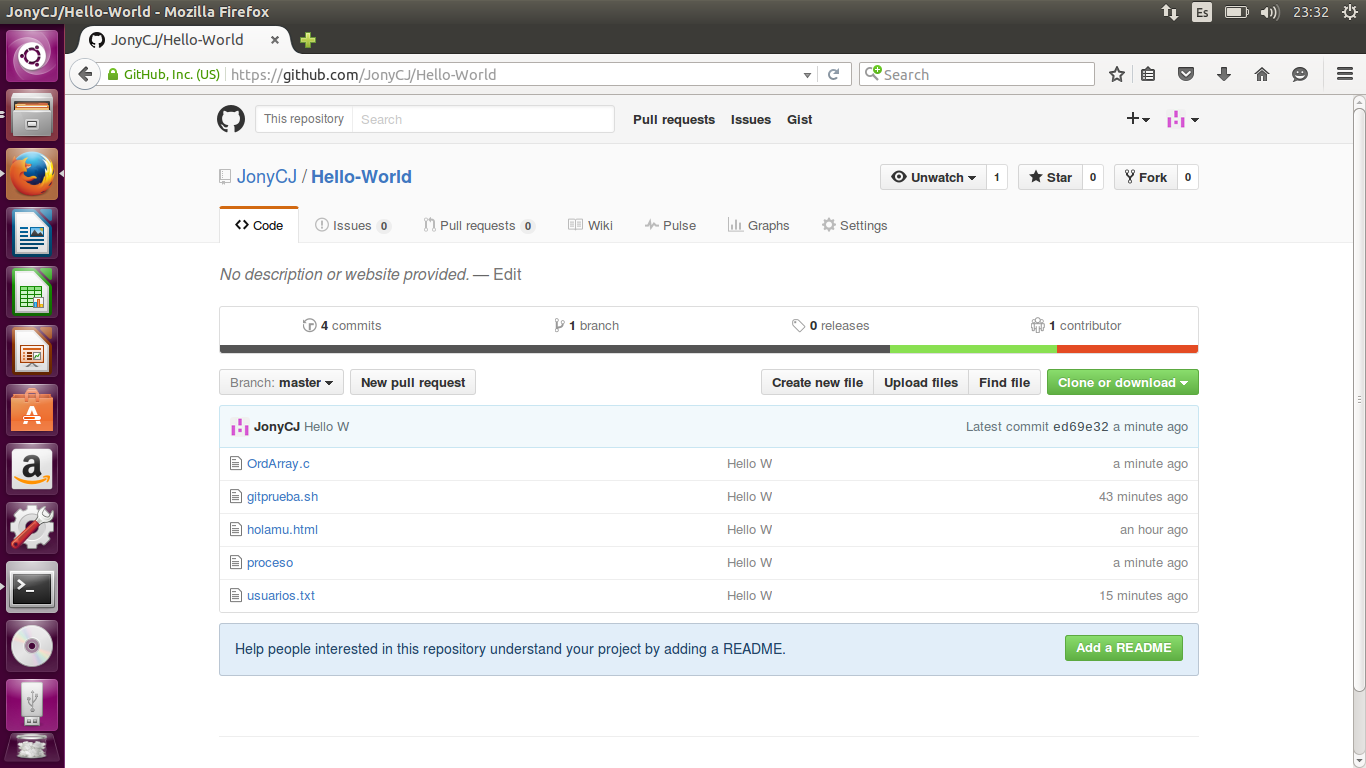 JonyCJ/Hello-World - Mozilla Firefox
Es
23:32
JonyCJ/Hello-World
GitHub, Inc. (US)
https://github.com/JonyCJ/Hello-World
Search
This repository
Search
Pull requests
Issues
Gist
JonyCJ / Hello-World
Unwatch
1
Star
0
Fork
0
Code
Issues 0
Pull requests 0
Wiki
Pulse
Graphs
Settings
No description or website provided. — Edit
4 commits
1 branch
0 releases
1 contributor
Branch: master
New pull request
Create new file
Upload files
Find file
Clone or download
JonyCJ Hello W
Latest commit ed69e32 a minute ago
OrdArray.c Hello W a minute ago
gitprueba.sh Hello W 43 minutes ago
holamu.html Hello W an hour ago
proceso Hello W a minute ago
usuarios.txt Hello W 15 minutes ago
Help people interested in this repository understand your project by adding a README.
Add a README